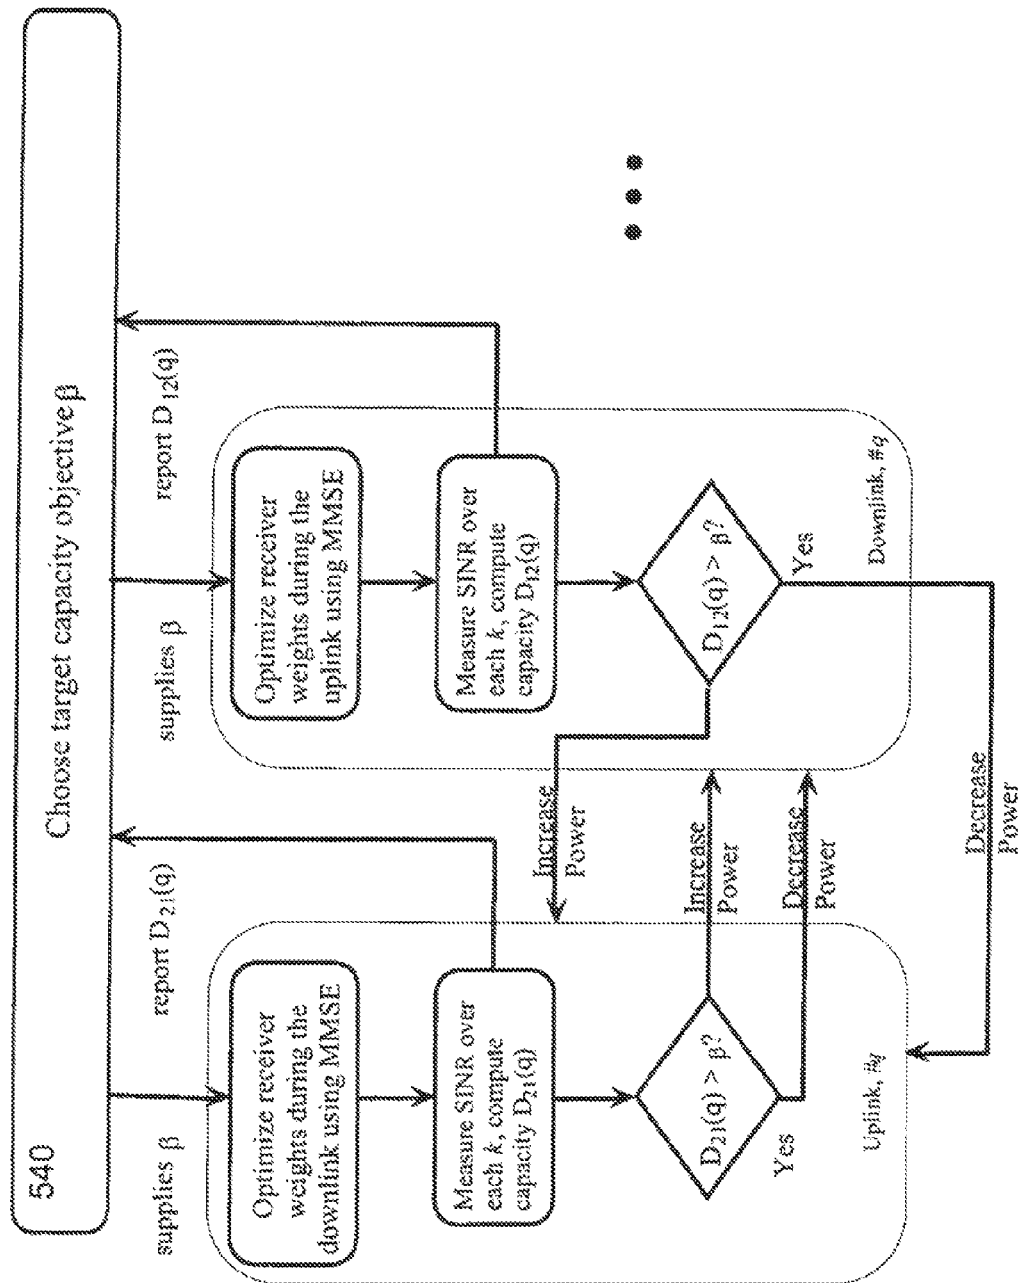 540
Choose target capacity objective β
supplies β
report D21(q)
supplies β
report D12(q)
Optimize receiver
weights during the
downlink using MMSE
Measure SINR over
each k, compute
capacity D21(q)
D21(q) > β?
Yes
Uplink, #q
Increase
Power
Increase
Power
Decrease
Power
Optimize receiver
weights during the
uplink using MMSE
Measure SINR over
each k, compute
capacity D12(q)
D12(q) > β?
Yes
Downlink, #q
Decrease
Power